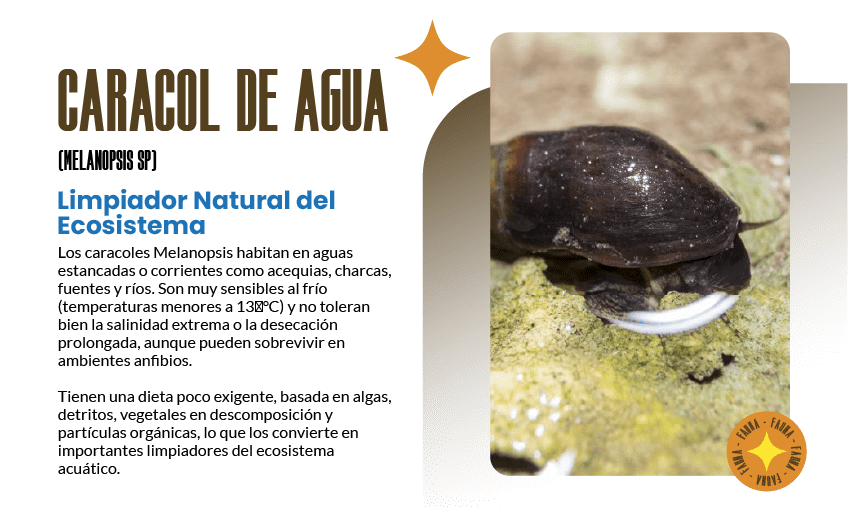 CARACOL DE AGUA
(MELANOPSIS SP)
Limpiador Natural del
Ecosistema
Los caracoles Melanopsis habitan en aguas
estancadas o corrientes como acequias, charcas,
fuentes y ríos. Son muy sensibles al frío
(temperaturas menores a 13 °C) y no toleran
bien la salinidad extrema o la desecación
prolongada, aunque pueden sobrevivir en
ambientes anfibios.
Tienen una dieta poco exigente, basada en algas,
detritos, vegetales en descomposición y
partículas orgánicas, lo que los convierte en
importantes limpiadores del ecosistema
acuático.
FAUNA - FAUNA - FAUNA - FAUNA -